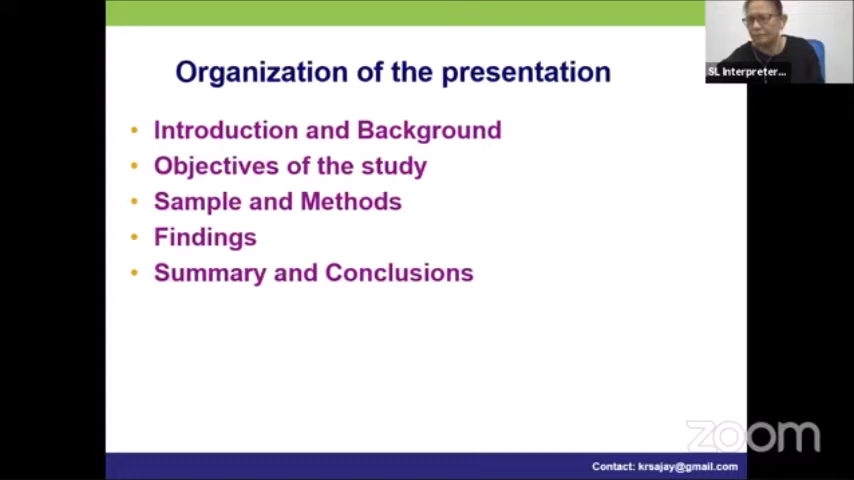 Organization of the presentation
SL Interpreter...
• Introduction and Background
• Objectives of the study
• Sample and Methods
• Findings
• Summary and Conclusions
zoom
Contact: krsajay@gmail.com